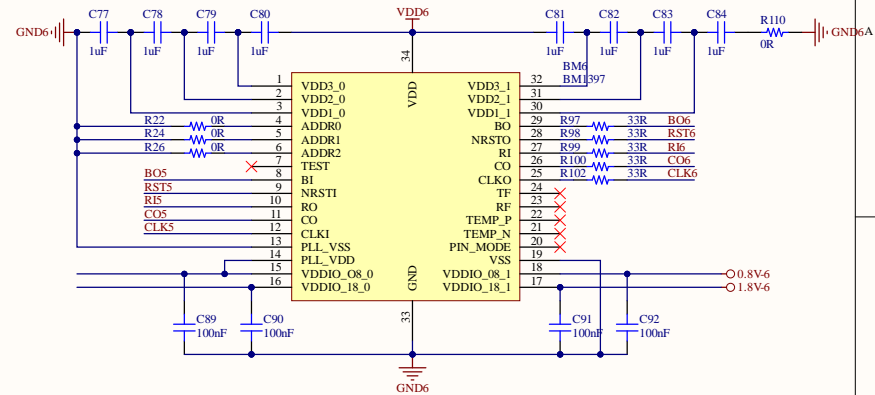 C77 C78 C79 C80 VDD6 C81 C82 C83 C84 R110
GND6 GND6 A
1uF 1uF 1uF 1uF 1uF 1uF 1uF 1uF 0R
34 BM6
VDD BM1397
1 VDD3_0 VDD3_1 32
2 VDD2_0 VDD2_1 31
3 VDD1_0 VDD1_1 30
R22 0R 4 ADDR0 BO 29 R97 33R BO6
R24 0R 5 ADDR1 NRSTO 28 R98 33R RST6
R26 0R 6 ADDR2 RI 27 R99 33R RI6
7 TEST CO 26 R100 33R CO6
BO5 8 BI CLKO 25 R102 33R CLK6
RST5 9 NRSTI TF 24
RI5 10 RO RF 23
CO5 11 CO TEMP_P 22
CLK5 12 CLKI TEMP_N 21
13 PLL_VSS PIN_MODE 20
14 PLL_VDD VSS 19
15 VDDIO_O8_0 GND VDDIO_08_1 18 0.8V-6
16 VDDIO_18_0 VDDIO_18_1 17 1.8V-6
33
C89 C90 C91 C92
100nF 100nF 100nF 100nF
GND6